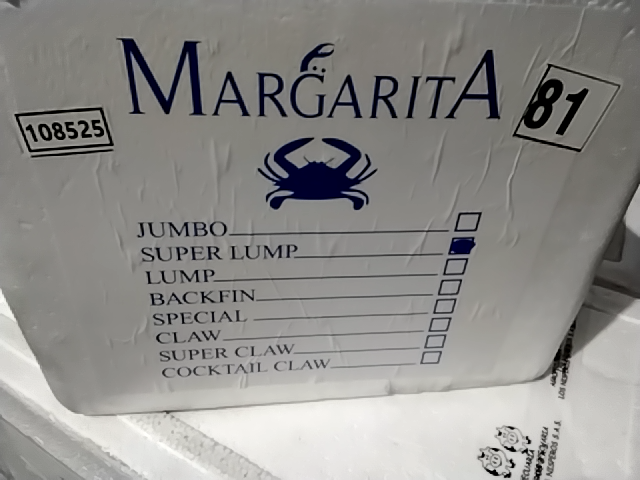 MARGARITA
108525
81
JUMBO
SUPER LUMP
LUMP
BACKFIN
SPECIAL
CLAW
SUPER CLAW
COCKTAIL CLAW